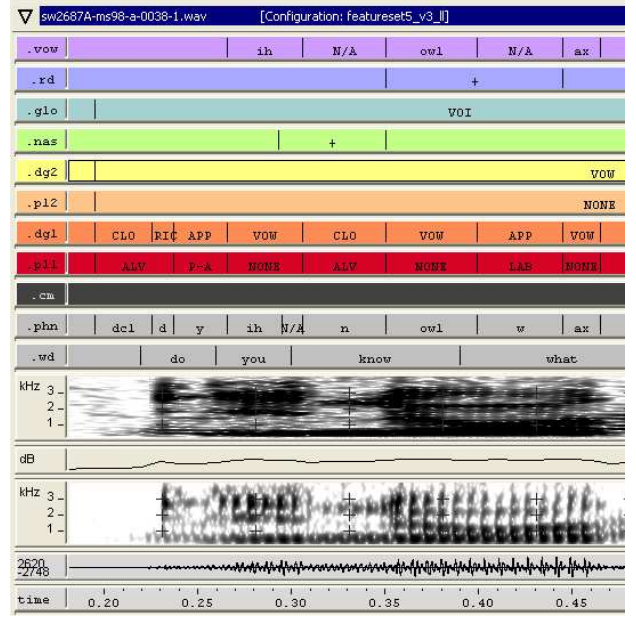 sw2687A-ms98-a-0038-1.wav [Configuration: featureset5_v3_ll]
.vow ih N/A owl N/A ax
.rd +
.glo VOI
.nas +
.dg2 VOW
.pl2 NONE
.dg1 CLO RIC APP VOW CLO VOW APP VOW
.pl1 ALV P-A NONE ALV NONE LAB NONE
.cm
.phn dcl d y ih N/A n owl w ax
.wd do you know what
kHz 3
2
1
dB
kHz 3
2
1
2620
-2748
time 0.20 0.25 0.30 0.35 0.40 0.45